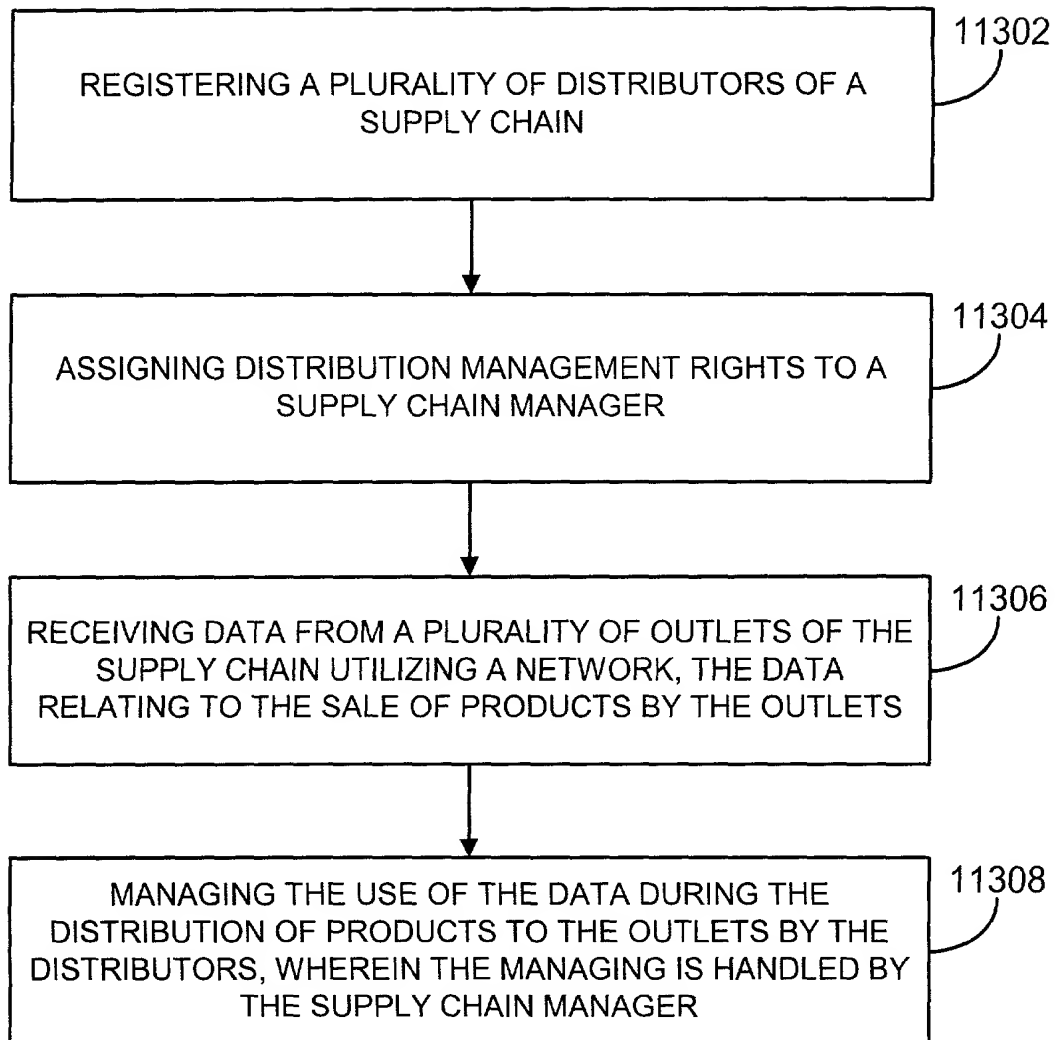 11302
REGISTERING A PLURALITY OF DISTRIBUTORS OF A
SUPPLY CHAIN
11304
ASSIGNING DISTRIBUTION MANAGEMENT RIGHTS TO A
SUPPLY CHAIN MANAGER
11306
RECEIVING DATA FROM A PLURALITY OF OUTLETS OF THE
SUPPLY CHAIN UTILIZING A NETWORK, THE DATA
RELATING TO THE SALE OF PRODUCTS BY THE OUTLETS
11308
MANAGING THE USE OF THE DATA DURING THE
DISTRIBUTION OF PRODUCTS TO THE OUTLETS BY THE
DISTRIBUTORS, WHEREIN THE MANAGING IS HANDLED BY
THE SUPPLY CHAIN MANAGER